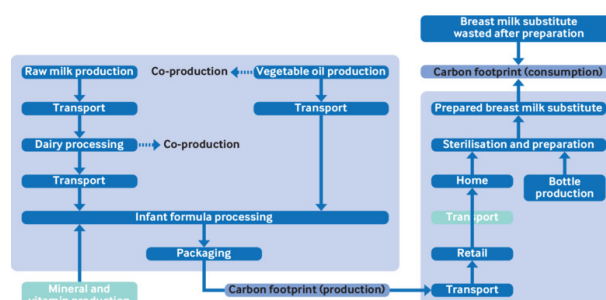 Breast milk substitute
wasted after preparation
Raw milk production
Co-production
Vegetable oil production
Carbon footprint (consumption)
Transport
Transport
Prepared breast milk substitute
Dairy processing
Co-production
Sterilisation and preparation
Transport
Home
Bottle
production
Infant formula processing
Transport
Packaging
Retail
Mineral and
vitamin production
Carbon footprint (production)
Transport